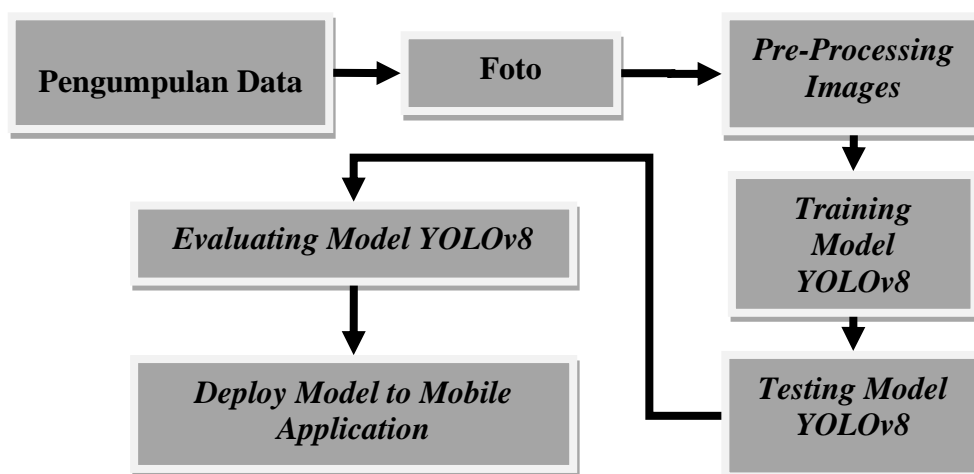 Pengumpulan Data
Foto
Pre-Processing
Images
Training
Model
YOLOv8
Testing Model
YOLOv8
Evaluating Model YOLOv8
Deploy Model to Mobile
Application